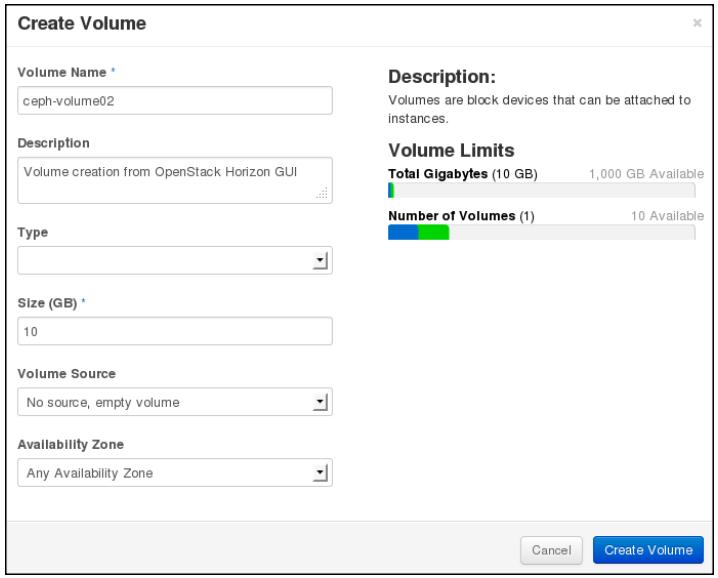 Create Volume ×
Volume Name *
ceph-volume02
Description
Volume creation from OpenStack Horizon GUI
Type
Size (GB) *
10
Volume Source
No source, empty volume
Availability Zone
Any Availability Zone
Description:
Volumes are block devices that can be attached to
instances.
Volume Limits
Total Gigabytes (10 GB) 1,000 GB Available
Number of Volumes (1) 10 Available
Cancel Create Volume